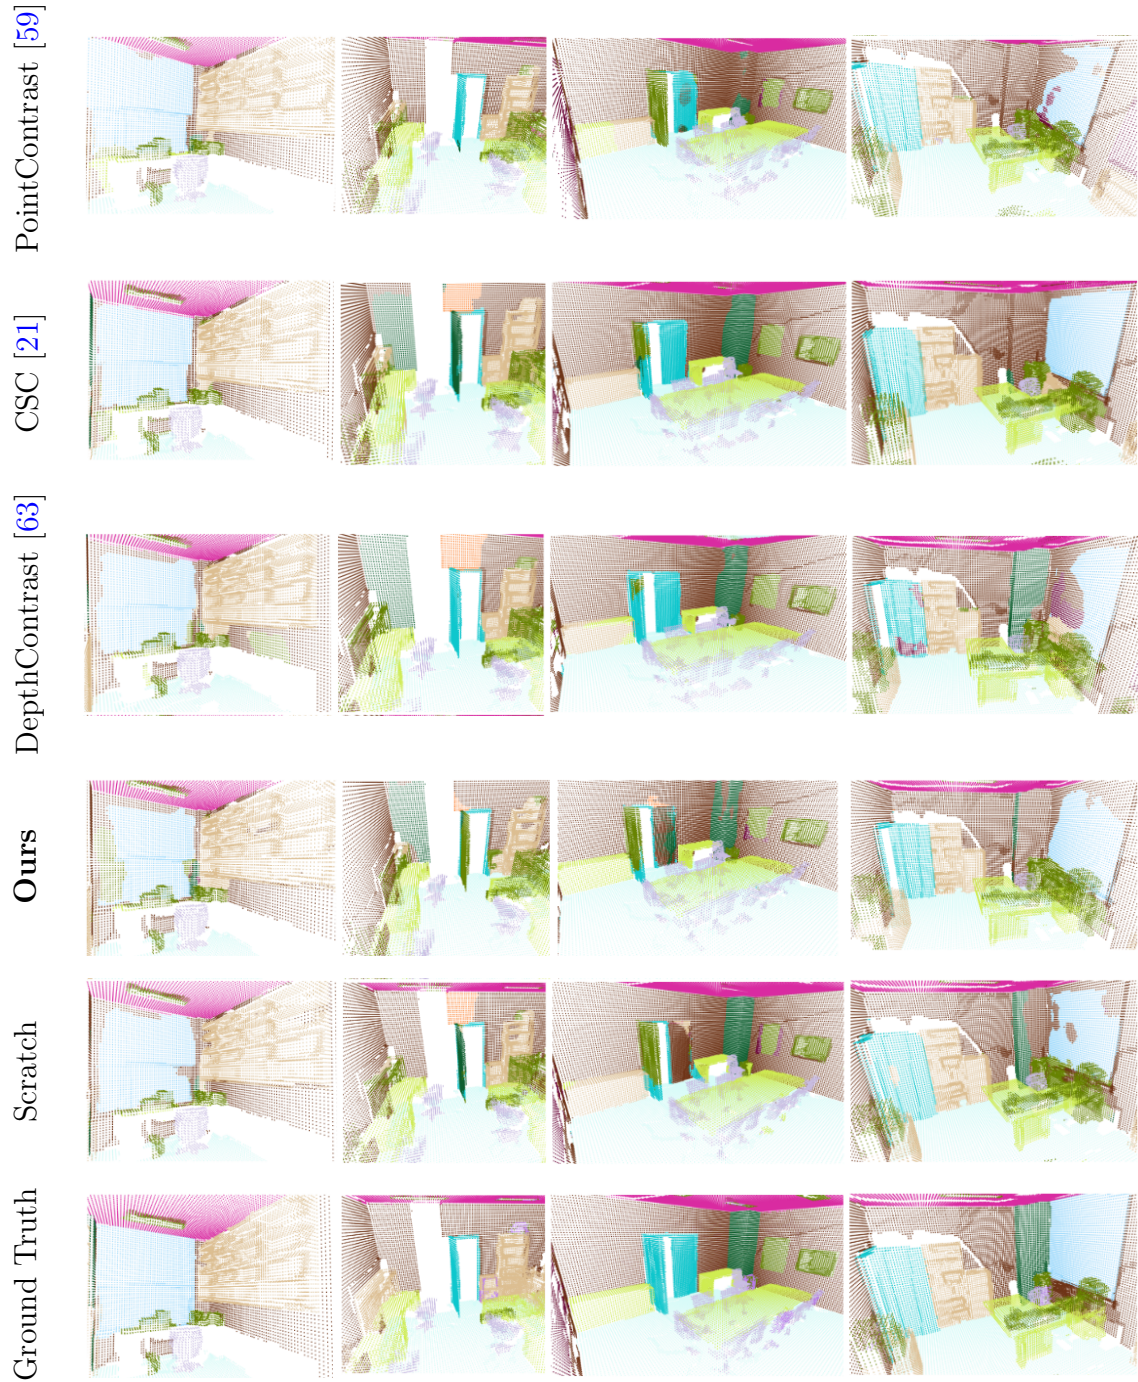 PointContrast [59]
CSC [21]
DepthContrast [63]
Ours
Scratch
Ground Truth